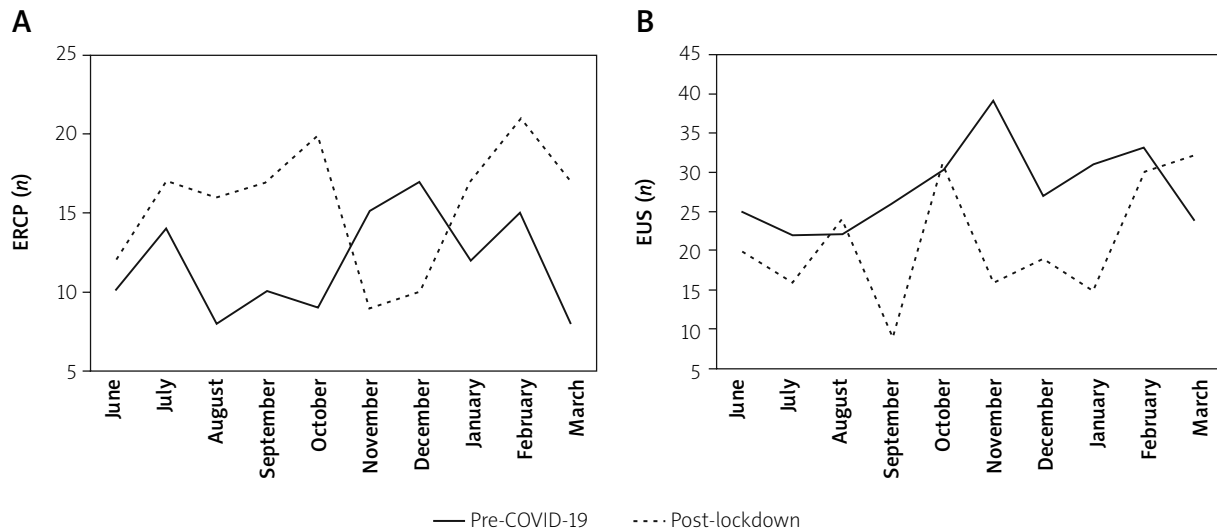 A
ERCP (n)
25
20
15
10
5
June
July
August
September
October
November
December
January
February
March
B
EUS (n)
45
40
35
30
25
20
15
10
5
June
July
August
September
October
November
December
January
February
March
Pre-COVID-19 Post-lockdown